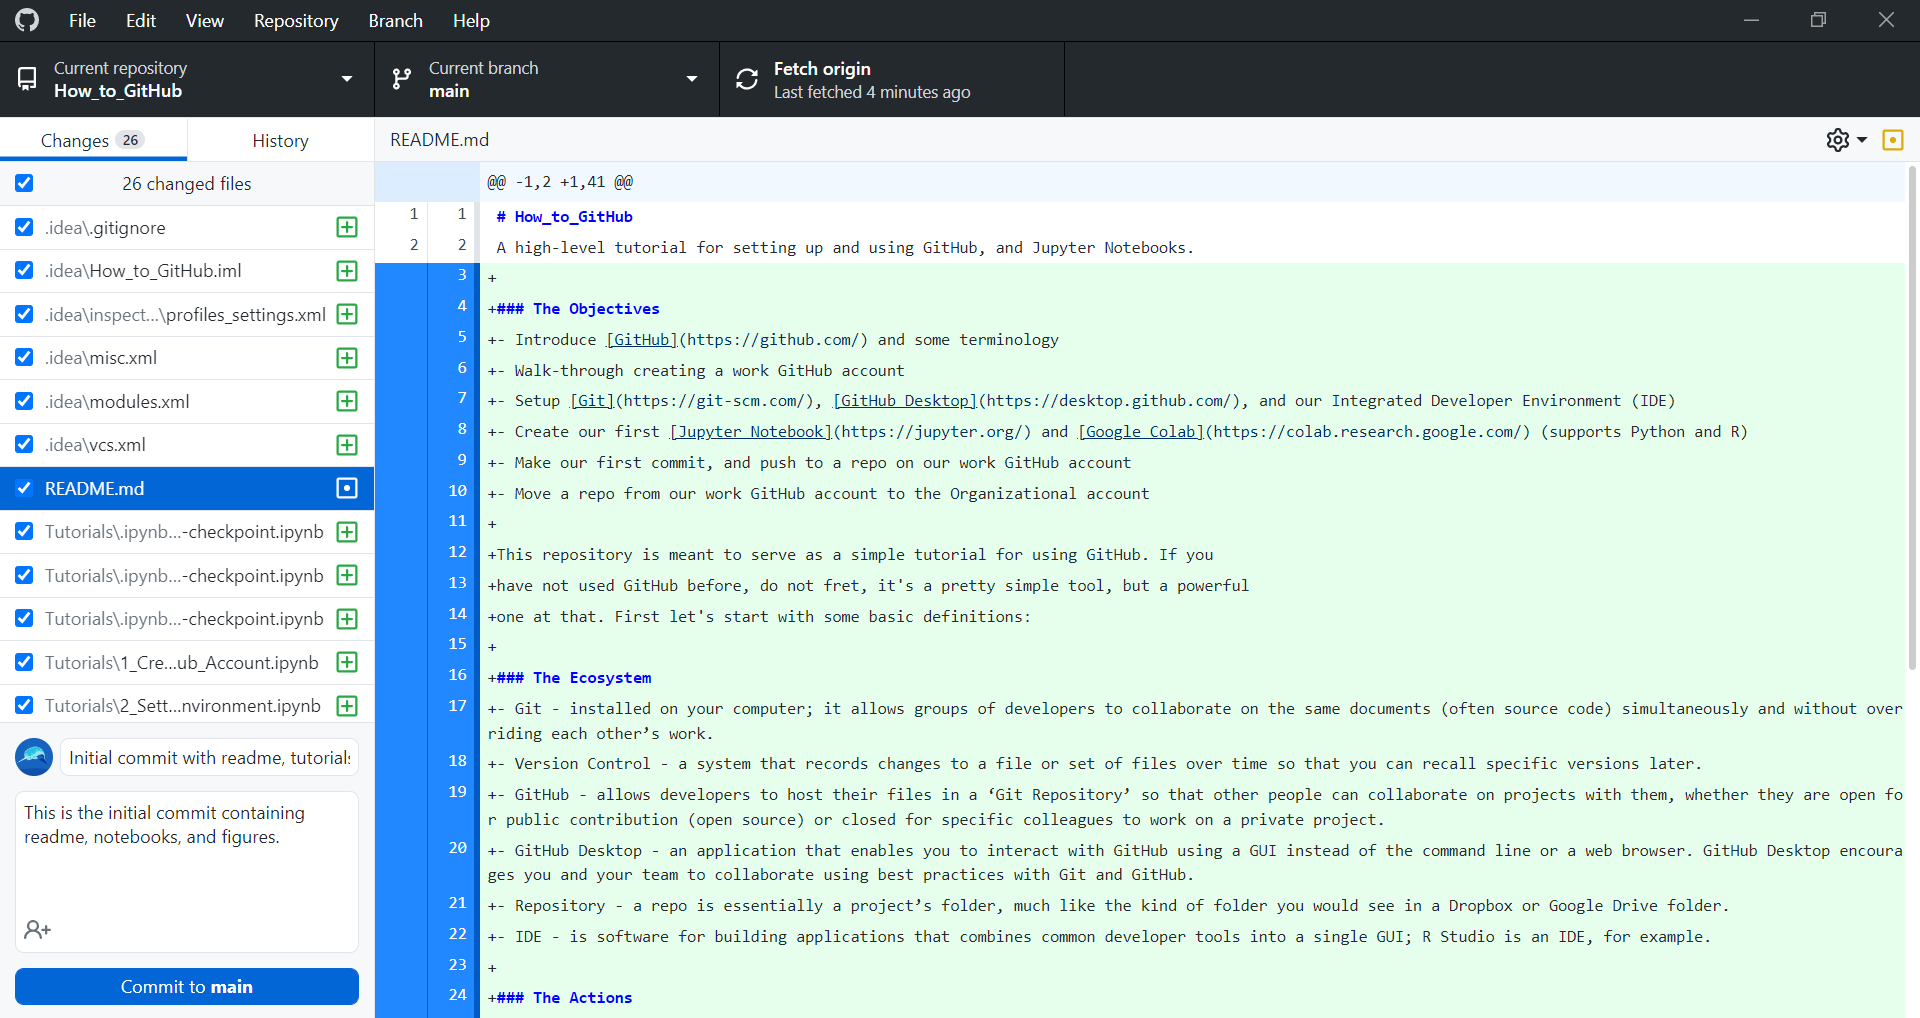 File Edit View Repository Branch Help
Current repository
How_to_GitHub
Current branch
main
Fetch origin
Last fetched 4 minutes ago
Changes 26
History
README.md
26 changed files
.idea\.gitignore
.idea\How_to_GitHub.iml
.idea\inspect...\profiles_settings.xml
.idea\misc.xml
.idea\modules.xml
.idea\vcs.xml
README.md
Tutorials\.ipynb...-checkpoint.ipynb
Tutorials\.ipynb...-checkpoint.ipynb
Tutorials\.ipynb...-checkpoint.ipynb
Tutorials\1_Cre...ub_Account.ipynb
Tutorials\2_Sett...nvironment.ipynb
Initial commit with readme, tutorials
This is the initial commit containing
readme, notebooks, and figures.
Commit to main
@@ -1,2 +1,41 @@
1 1 # How_to_GitHub
2 2 A high-level tutorial for setting up and using GitHub, and Jupyter Notebooks.
3 +
4 +### The Objectives
5 +- Introduce [GitHub](https://github.com/) and some terminology
6 +- Walk-through creating a work GitHub account
7 +- Setup [Git](https://git-scm.com/), [GitHub Desktop](https://desktop.github.com/), and our Integrated Developer Environment (IDE)
8 +- Create our first [Jupyter Notebook](https://jupyter.org/) and [Google Colab](https://colab.research.google.com/) (supports Python and R)
9 +- Make our first commit, and push to a repo on our work GitHub account
10 +- Move a repo from our work GitHub account to the Organizational account
11 +
12 +This repository is meant to serve as a simple tutorial for using GitHub. If you
13 +have not used GitHub before, do not fret, it's a pretty simple tool, but a powerful
14 +one at that. First let's start with some basic definitions:
15 +
16 +### The Ecosystem
17 +- Git - installed on your computer; it allows groups of developers to collaborate on the same documents (often source code) simultaneously and without over
riding each other’s work.
18 +- Version Control - a system that records changes to a file or set of files over time so that you can recall specific versions later.
19 +- GitHub - allows developers to host their files in a ‘Git Repository’ so that other people can collaborate on projects with them, whether they are open fo
r public contribution (open source) or closed for specific colleagues to work on a private project.
20 +- GitHub Desktop - an application that enables you to interact with GitHub using a GUI instead of the command line or a web browser. GitHub Desktop encoura
ges you and your team to collaborate using best practices with Git and GitHub.
21 +- Repository - a repo is essentially a project’s folder, much like the kind of folder you would see in a Dropbox or Google Drive folder.
22 +- IDE - is software for building applications that combines common developer tools into a single GUI; R Studio is an IDE, for example.
23 +
24 +### The Actions